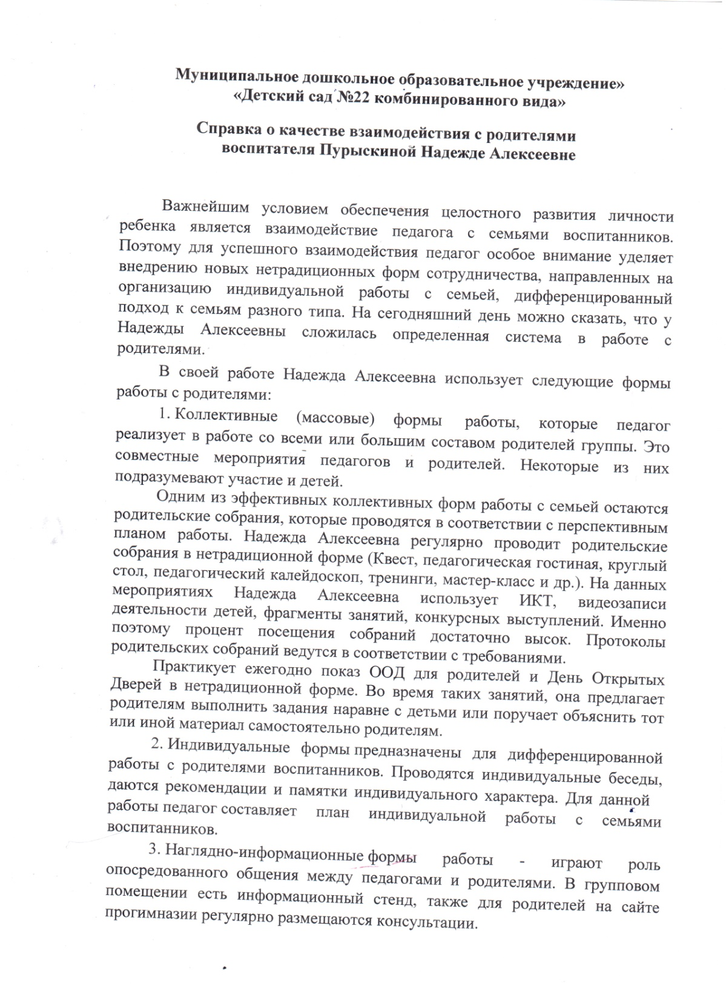 Муниципальное дошкольное образовательное учреждение»
«Детский сад №22 комбинированного вида»
Справка о качестве взаимодействия с родителями
воспитателя Пурыскиной Надежде Алексеевне
Важнейшим условием обеспечения целостного развития личности
ребенка является взаимодействие педагога с семьями воспитанников.
Поэтому для успешного взаимодействия педагог особое внимание уделяет
внедрению новых нетрадиционных форм сотрудничества, направленных на
организацию индивидуальной работы с семьей, дифференцированный
подход к семьям разного типа. На сегодняшний день можно сказать, что у
Надежды Алексеевны сложилась определенная система в работе с
родителями.
В своей работе Надежда Алексеевна использует следующие формы
работы с родителями:
1. Коллективные (массовые) формы работы, которые педагог
реализует в работе со всеми или большим составом родителей группы. Это
совместные мероприятия педагогов и родителей. Некоторые из них
подразумевают участие и детей.
Одним из эффективных коллективных форм работы с семьей остаются
родительские собрания, которые проводятся в соответствии с перспективным
планом работы. Надежда Алексеевна регулярно проводит родительские
собрания в нетрадиционной форме (Квест, педагогическая гостиная, круглый
стол, педагогический калейдоскоп, тренинги, мастер-класс и др.). На данных
мероприятиях Надежда Алексеевна использует ИКТ, видеозаписи
деятельности детей, фрагменты занятий, конкурсных выступлений. Именно
поэтому процент посещения собраний достаточно высок. Протоколы
родительских собраний ведутся в соответствии с требованиями.
Практикует ежегодно показ ООД для родителей и День Открытых
Дверей в нетрадиционной форме. Во время таких занятий, она предлагает
родителям выполнить задания наравне с детьми или поручает объяснить тот
или иной материал самостоятельно родителям.
2. Индивидуальные формы предназначены для дифференцированной
работы с родителями воспитанников. Проводятся индивидуальные беседы,
даются рекомендации и памятки индивидуального характера. Для данной
работы педагог составляет план индивидуальной работы с семьями
воспитанников.
3. Наглядно-информационные формы работы - играют роль
опосредованного общения между педагогами и родителями. В групповом
помещении есть информационный стенд, также для родителей на сайте
прогимназии регулярно размещаются консультации.